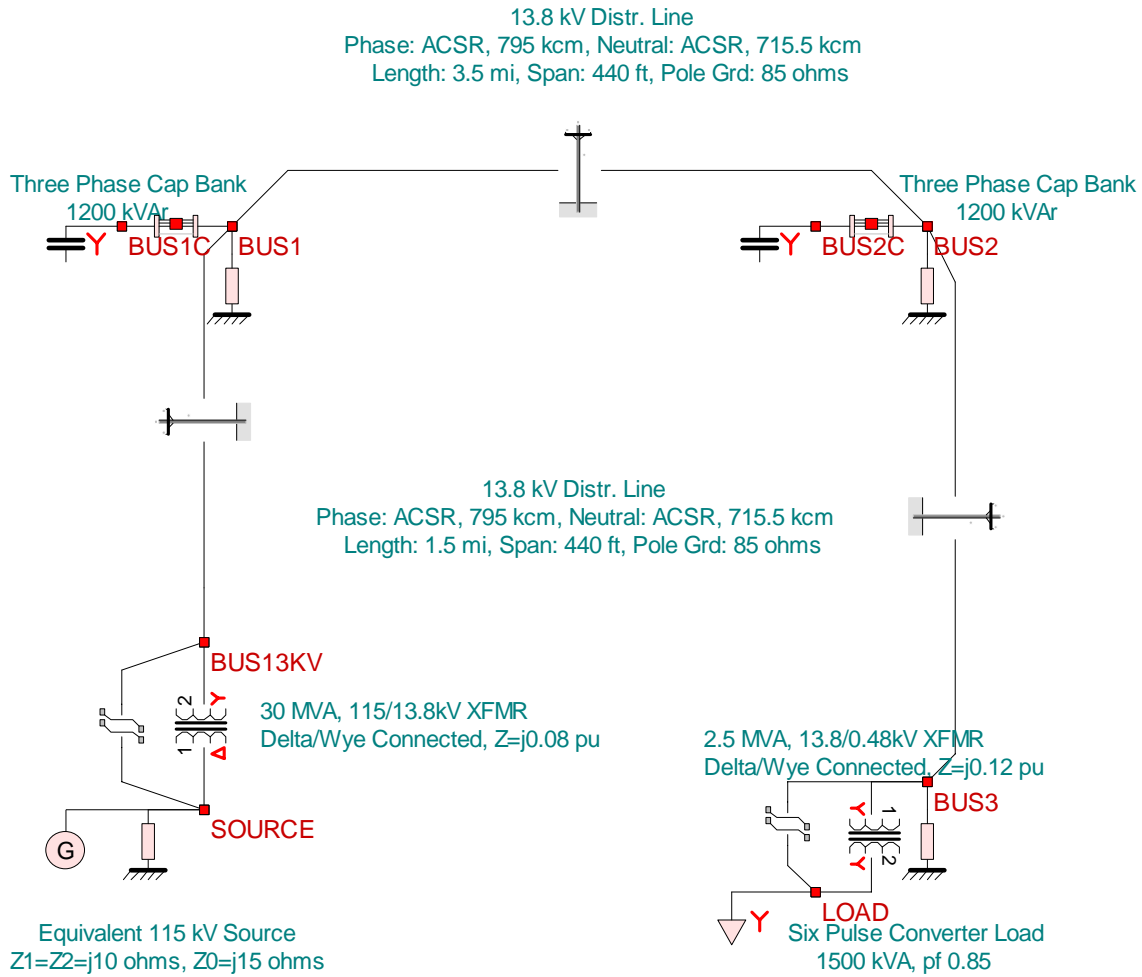 13.8 kV Distr. Line
Phase: ACSR, 795 kcm, Neutral: ACSR, 715.5 kcm
Length: 3.5 mi, Span: 440 ft, Pole Grd: 85 ohms
Three Phase Cap Bank
1200 kVAr
Y
BUS1C
BUS1
Three Phase Cap Bank
1200 kVAr
Y
BUS2C
BUS2
13.8 kV Distr. Line
Phase: ACSR, 795 kcm, Neutral: ACSR, 715.5 kcm
Length: 1.5 mi, Span: 440 ft, Pole Grd: 85 ohms
BUS13KV
2
Y
1
Δ
30 MVA, 115/13.8kV XFMR
Delta/Wye Connected, Z=j0.08 pu
SOURCE
G
Equivalent 115 kV Source
Z1=Z2=j10 ohms, Z0=j15 ohms
2.5 MVA, 13.8/0.48kV XFMR
Delta/Wye Connected, Z=j0.12 pu
BUS3
Y
1
Y
2
LOAD
Y
Six Pulse Converter Load
1500 kVA, pf 0.85